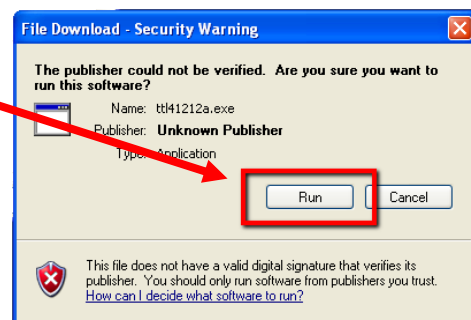 File Download - Security Warning
The publisher could not be verified. Are you sure you want to
run this software?
Name: ttl41212a.exe
Publisher: Unknown Publisher
Type: Application
Run
Cancel
This file does not have a valid digital signature that verifies its
publisher. You should only run software from publishers you trust.
How can I decide what software to run?